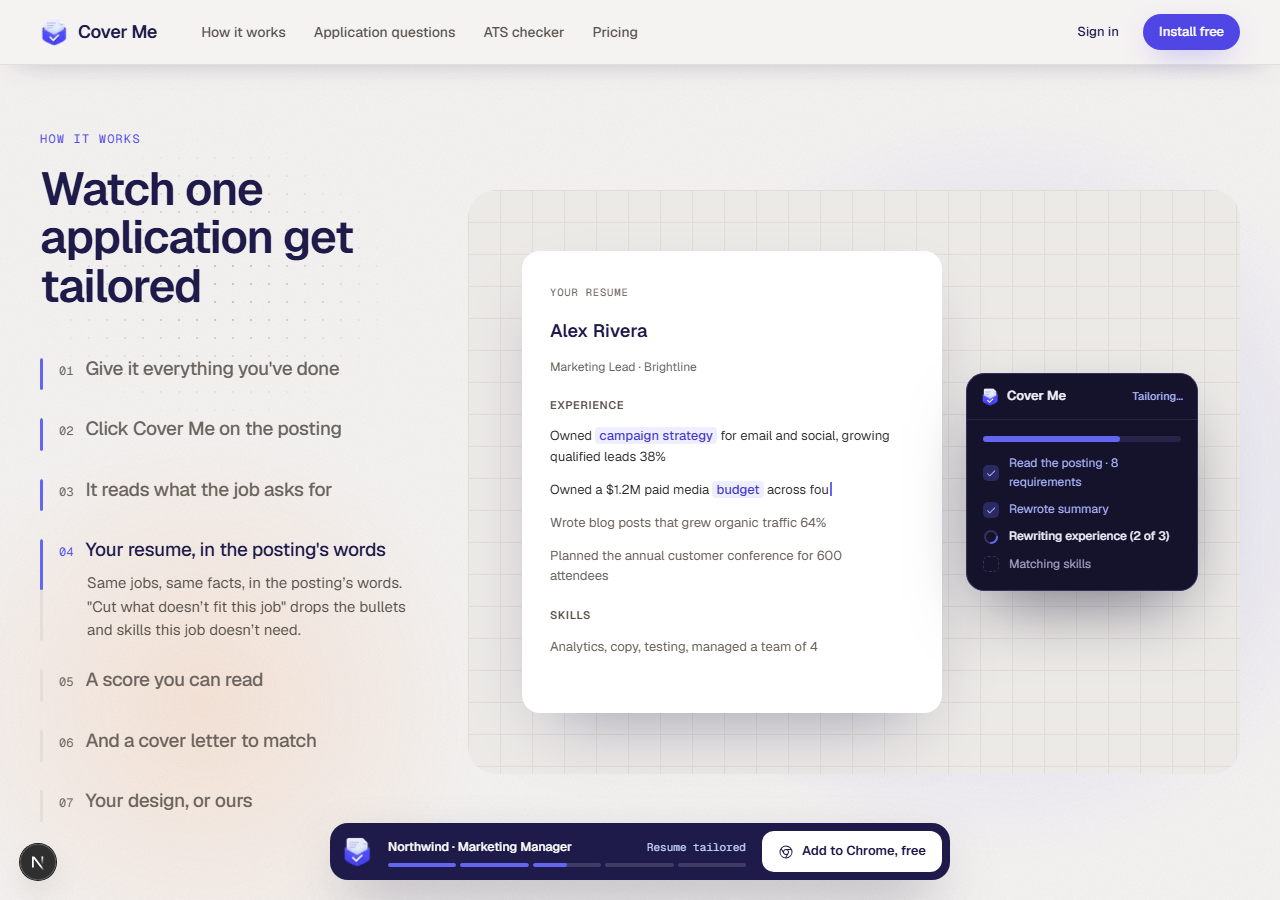 Cover Me
How it works
Application questions
ATS checker
Pricing
Sign in
Install free
HOW IT WORKS
Watch one
application get
tailored
01 Give it everything you've done
02 Click Cover Me on the posting
03 It reads what the job asks for
04 Your resume, in the posting's words
Same jobs, same facts, in the posting’s words.
"Cut what doesn’t fit this job" drops the bullets
and skills this job doesn’t need.
05 A score you can read
06 And a cover letter to match
07 Your design, or ours
YOUR RESUME
Alex Rivera
Marketing Lead · Brightline
EXPERIENCE
Owned campaign strategy for email and social, growing
qualified leads 38%
Owned a $1.2M paid media budget across fou
Wrote blog posts that grew organic traffic 64%
Planned the annual customer conference for 600
attendees
SKILLS
Analytics, copy, testing, managed a team of 4
Cover Me
Tailoring…
Read the posting · 8
requirements
Rewrote summary
Rewriting experience (2 of 3)
Matching skills
N
Northwind · Marketing Manager
Resume tailored
Add to Chrome, free